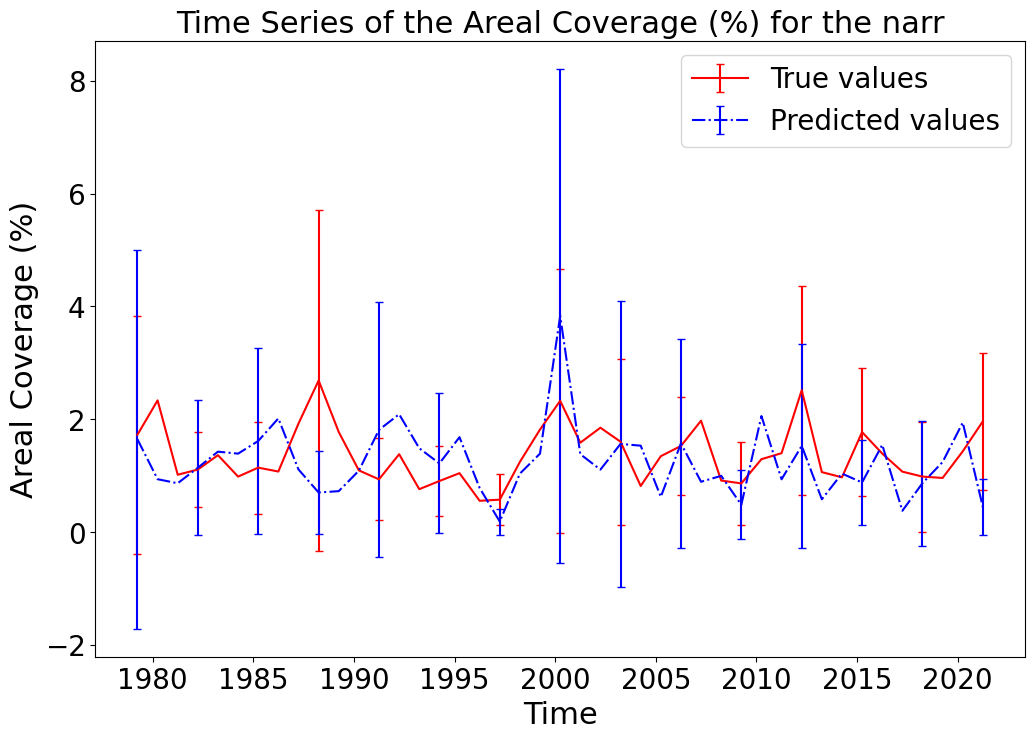 Time Series of the Areal Coverage (%) for the narr
True values
Predicted values
Areal Coverage (%)
8
6
4
2
0
−2
1980 1985 1990 1995 2000 2005 2010 2015 2020
Time